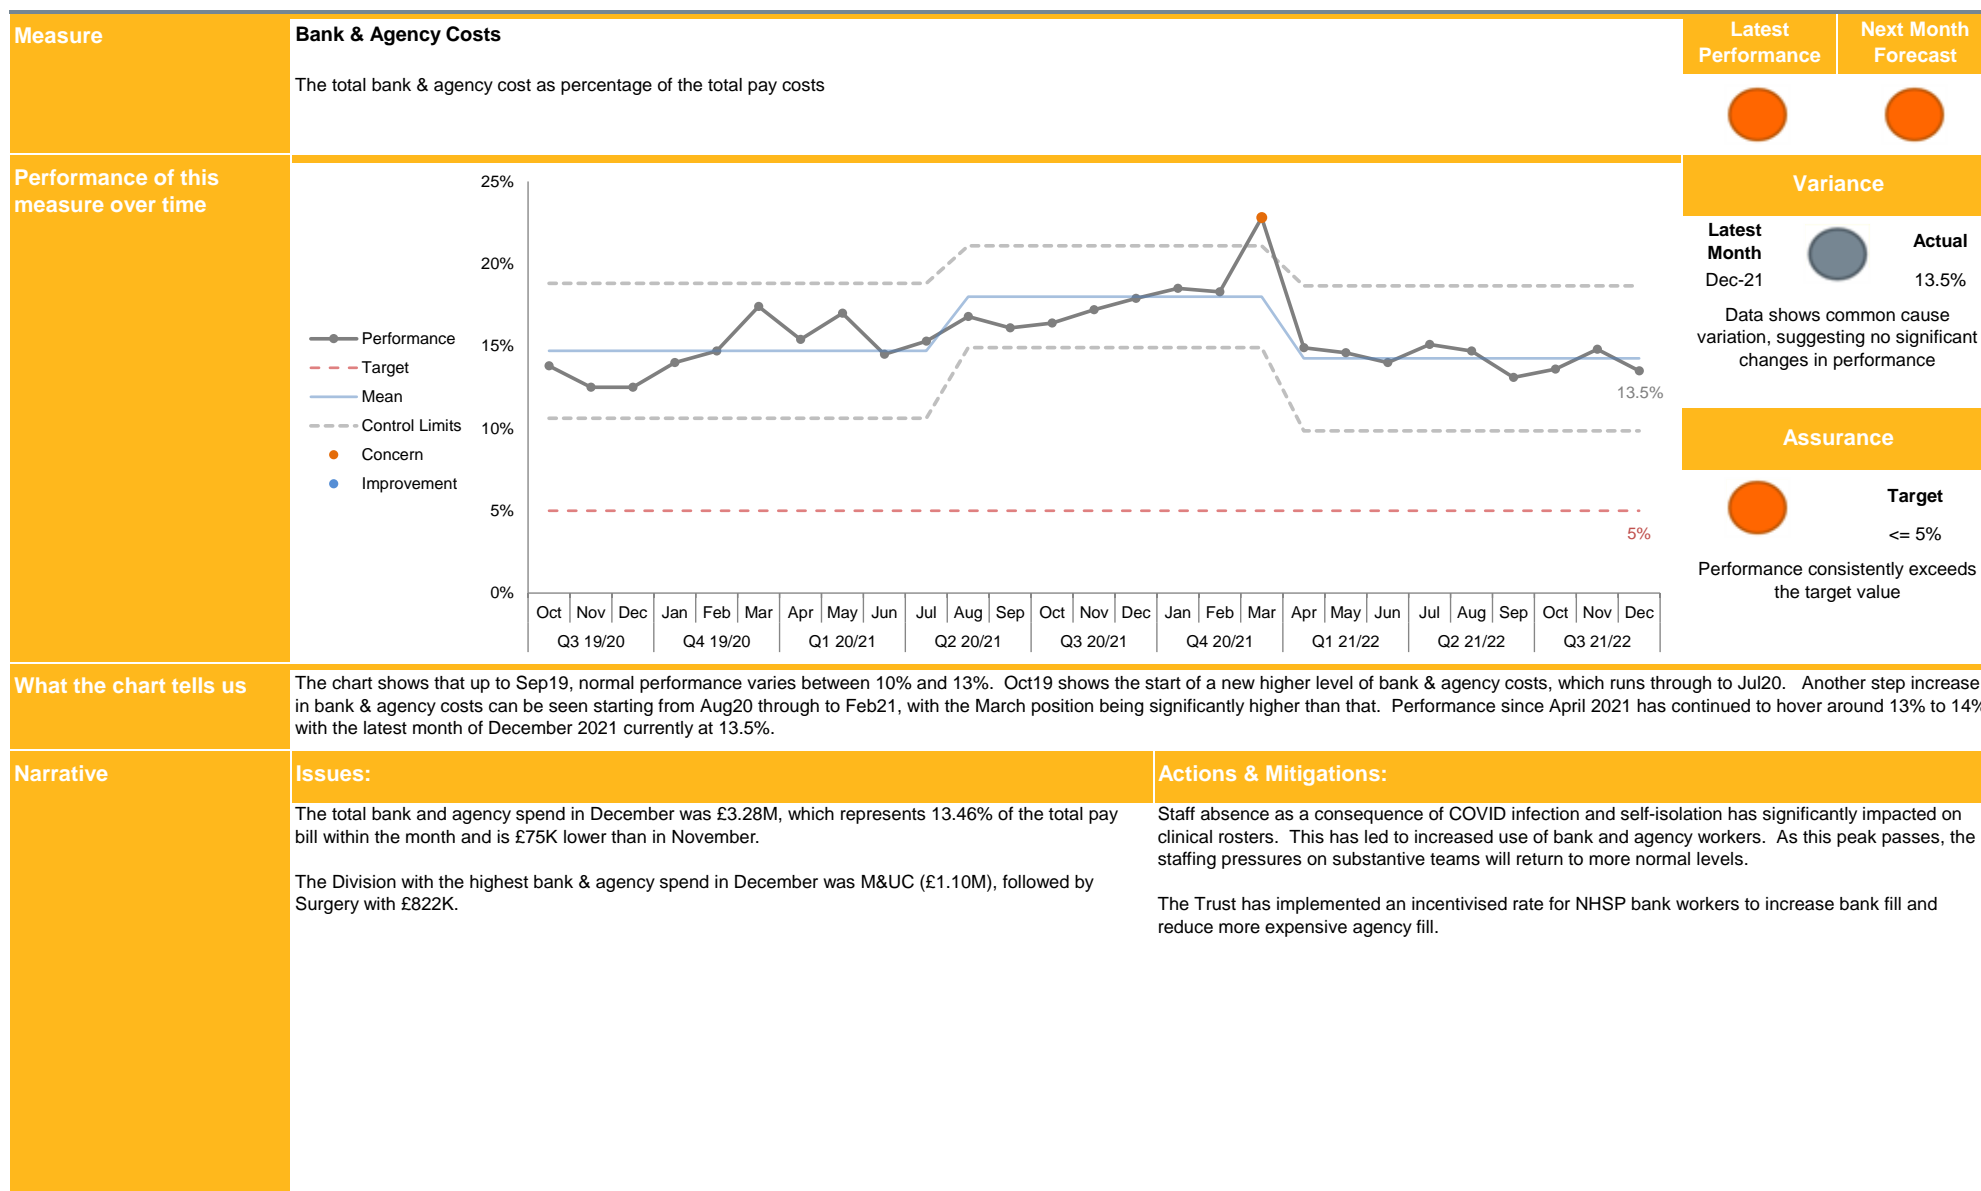 Measure
Bank & Agency Costs
The total bank & agency cost as percentage of the total pay costs
Latest
Performance
Next Month
Forecast
Performance of this
measure over time
25%
20%
15%
10%
5%
0%
Performance
Target
Mean
Control Limits
Concern
Improvement
13.5%
5%
Oct Nov Dec Jan Feb Mar Apr May Jun Jul Aug Sep Oct Nov Dec Jan Feb Mar Apr May Jun Jul Aug Sep Oct Nov Dec
Q3 19/20 Q4 19/20 Q1 20/21 Q2 20/21 Q3 20/21 Q4 20/21 Q1 21/22 Q2 21/22 Q3 21/22
Variance
Latest
Month
Actual
Dec-21
13.5%
Data shows common cause
variation, suggesting no significant
changes in performance
Assurance
Target
<= 5%
Performance consistently exceeds
the target value
What the chart tells us
The chart shows that up to Sep19, normal performance varies between 10% and 13%. Oct19 shows the start of a new higher level of bank & agency costs, which runs through to Jul20. Another step increase
in bank & agency costs can be seen starting from Aug20 through to Feb21, with the March position being significantly higher than that. Performance since April 2021 has continued to hover around 13% to 14%
with the latest month of December 2021 currently at 13.5%.
Narrative
Issues:
The total bank and agency spend in December was £3.28M, which represents 13.46% of the total pay
bill within the month and is £75K lower than in November.
The Division with the highest bank & agency spend in December was M&UC (£1.10M), followed by
Surgery with £822K.
Actions & Mitigations:
Staff absence as a consequence of COVID infection and self-isolation has significantly impacted on
clinical rosters. This has led to increased use of bank and agency workers. As this peak passes, the
staffing pressures on substantive teams will return to more normal levels.
The Trust has implemented an incentivised rate for NHSP bank workers to increase bank fill and
reduce more expensive agency fill.